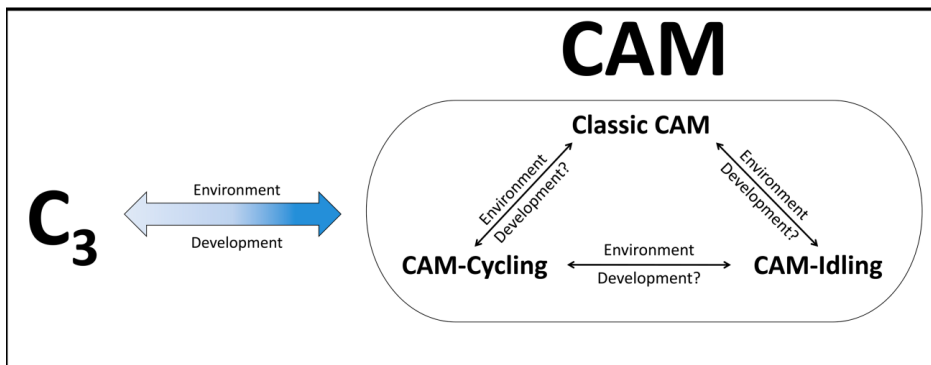 CAM
Classic CAM
Environment
Development?
Environment
Development?
C₃
Environment
Development
CAM-Cycling
Environment
Development?
CAM-Idling